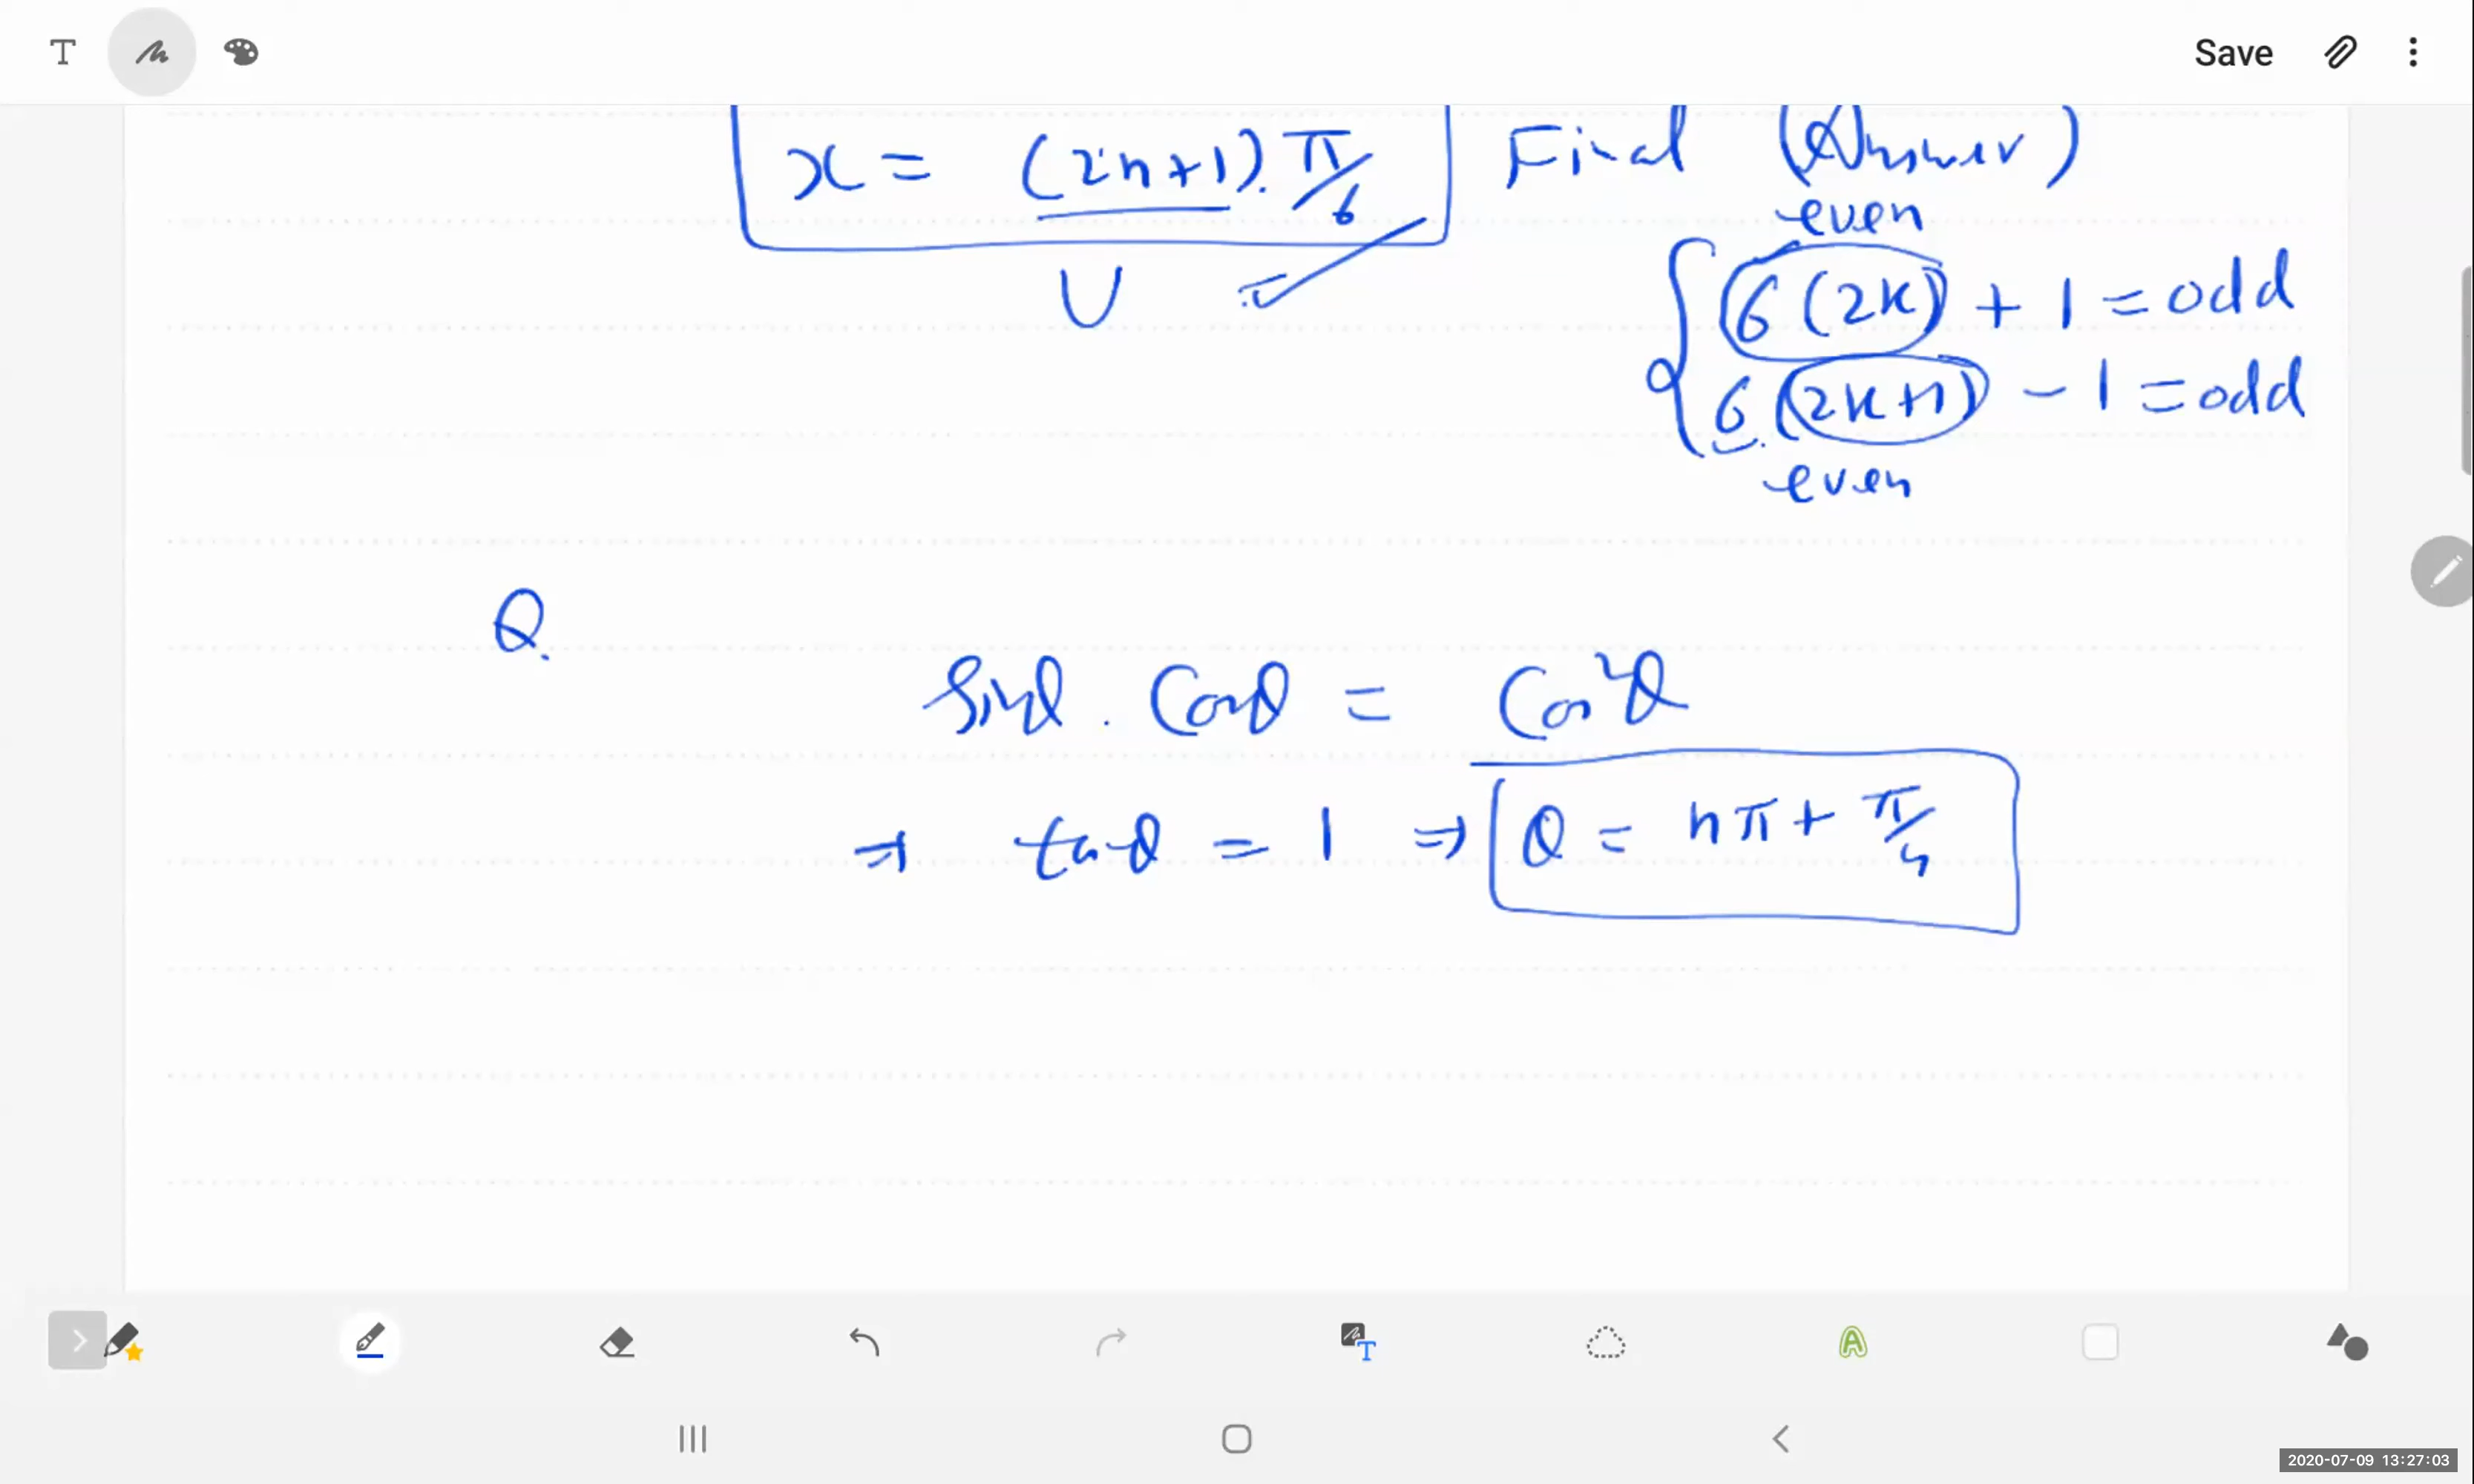 Save
x = (2n+1). π/6 Final (Answer)
U
even
6 (2k) + 1 = odd
6. (2k+1) - 1 = odd
even
Q.
Sinθ . Cosθ = Cos²θ
⇒ tanθ = 1 ⇒ θ = nπ + π/4
2020-07-09 13:27:03